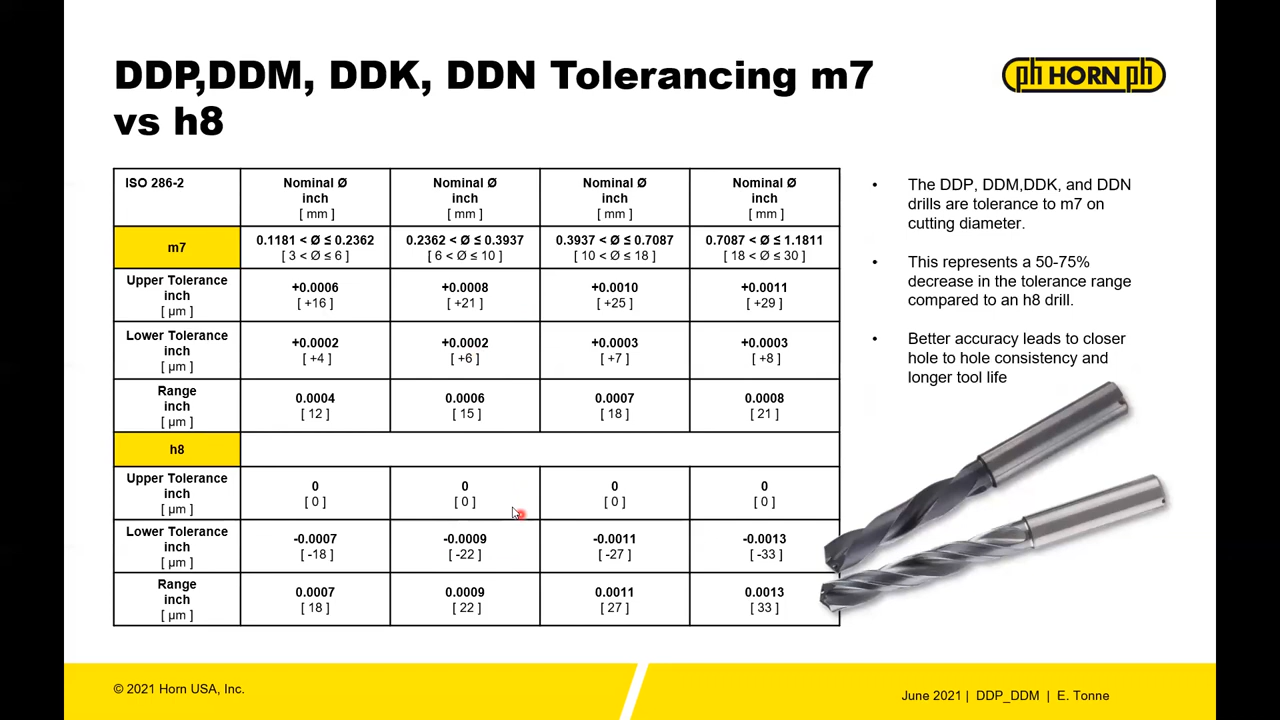 DDP,DDM, DDK, DDN Tolerancing m7
vs h8
ph HORN ph
ISO 286-2
Nominal Ø
inch
[ mm ]
Nominal Ø
inch
[ mm ]
Nominal Ø
inch
[ mm ]
Nominal Ø
inch
[ mm ]
m7
0.1181 < Ø ≤ 0.2362
[ 3 < Ø ≤ 6 ]
0.2362 < Ø ≤ 0.3937
[ 6 < Ø ≤ 10 ]
0.3937 < Ø ≤ 0.7087
[ 10 < Ø ≤ 18 ]
0.7087 < Ø ≤ 1.1811
[ 18 < Ø ≤ 30 ]
Upper Tolerance
inch
[ µm ]
+0.0006
[ +16 ]
+0.0008
[ +21 ]
+0.0010
[ +25 ]
+0.0011
[ +29 ]
Lower Tolerance
inch
[ µm ]
+0.0002
[ +4 ]
+0.0002
[ +6 ]
+0.0003
[ +7 ]
+0.0003
[ +8 ]
Range
inch
[ µm ]
0.0004
[ 12 ]
0.0006
[ 15 ]
0.0007
[ 18 ]
0.0008
[ 21 ]
h8
Upper Tolerance
inch
[ µm ]
0
[ 0 ]
0
[ 0 ]
0
[ 0 ]
0
[ 0 ]
Lower Tolerance
inch
[ µm ]
-0.0007
[ -18 ]
-0.0009
[ -22 ]
-0.0011
[ -27 ]
-0.0013
[ -33 ]
Range
inch
[ µm ]
0.0007
[ 18 ]
0.0009
[ 22 ]
0.0011
[ 27 ]
0.0013
[ 33 ]
• The DDP, DDM,DDK, and DDN
drills are tolerance to m7 on
cutting diameter.
• This represents a 50-75%
decrease in the tolerance range
compared to an h8 drill.
• Better accuracy leads to closer
hole to hole consistency and
longer tool life
© 2021 Horn USA, Inc.
June 2021 | DDP_DDM | E. Tonne